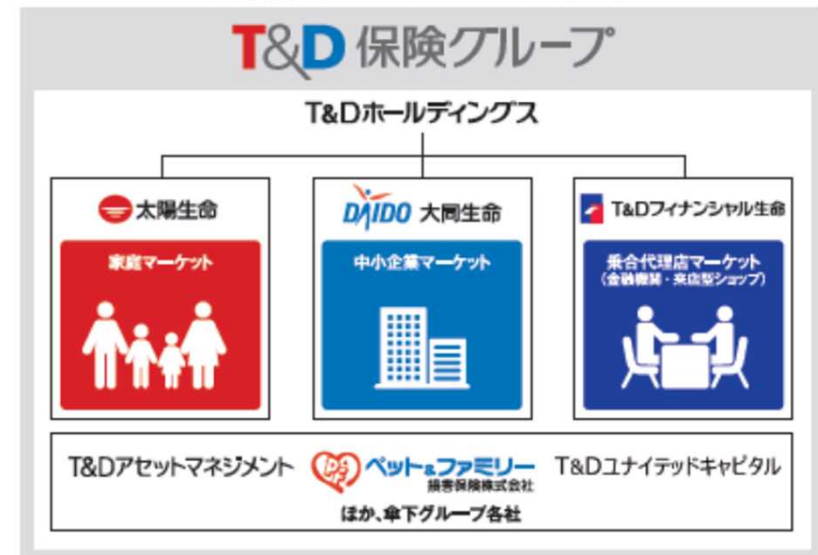 T&D 保険グループ
T&Dホールディングス
太陽生命
家庭マーケット
DAIDO 大同生命
中小企業マーケット
T&Dフィナンシャル生命
乗合代理店マーケット
(金融機関・来店型ショップ)
T&Dアセットマネジメント
ペット&ファミリー
損害保険株式会社
T&Dユナイテッドキャピタル
ほか、傘下グループ各社